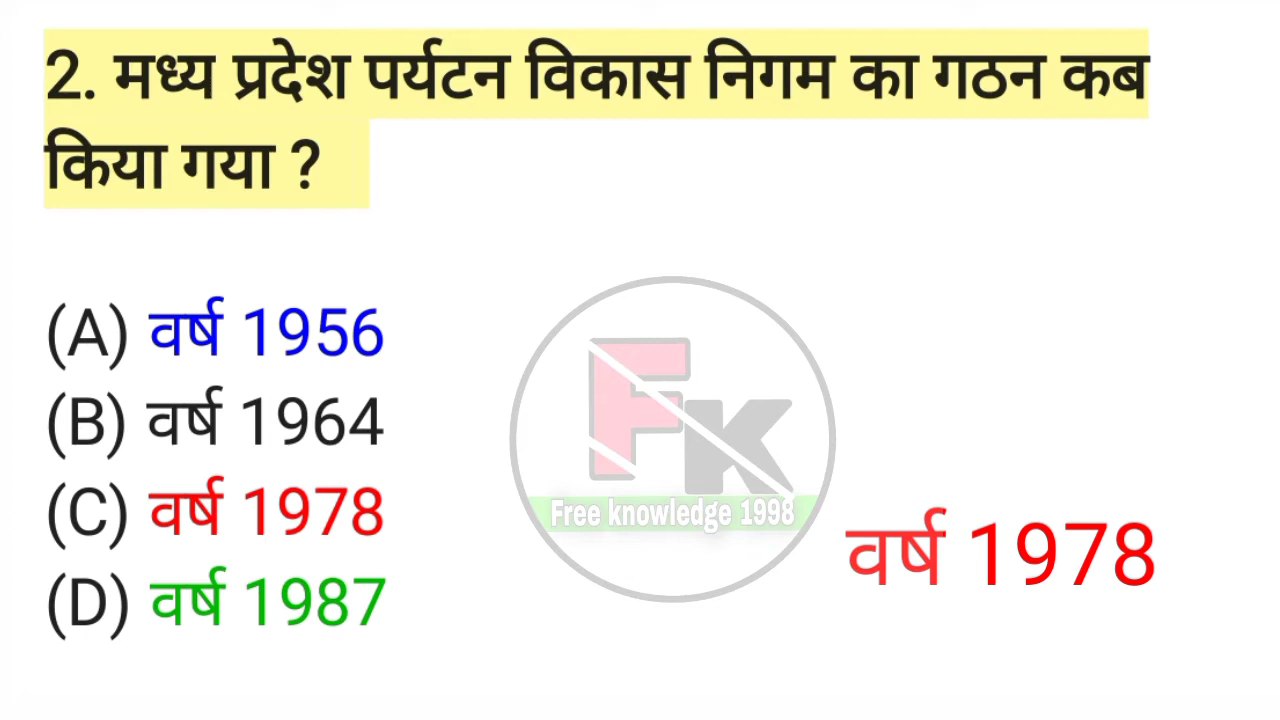 2. मध्य प्रदेश पर्यटन विकास निगम का गठन कब
किया गया ?
(A) वर्ष 1956
(B) वर्ष 1964
(C) वर्ष 1978
(D) वर्ष 1987
FK
Free knowledge 1998
वर्ष 1978